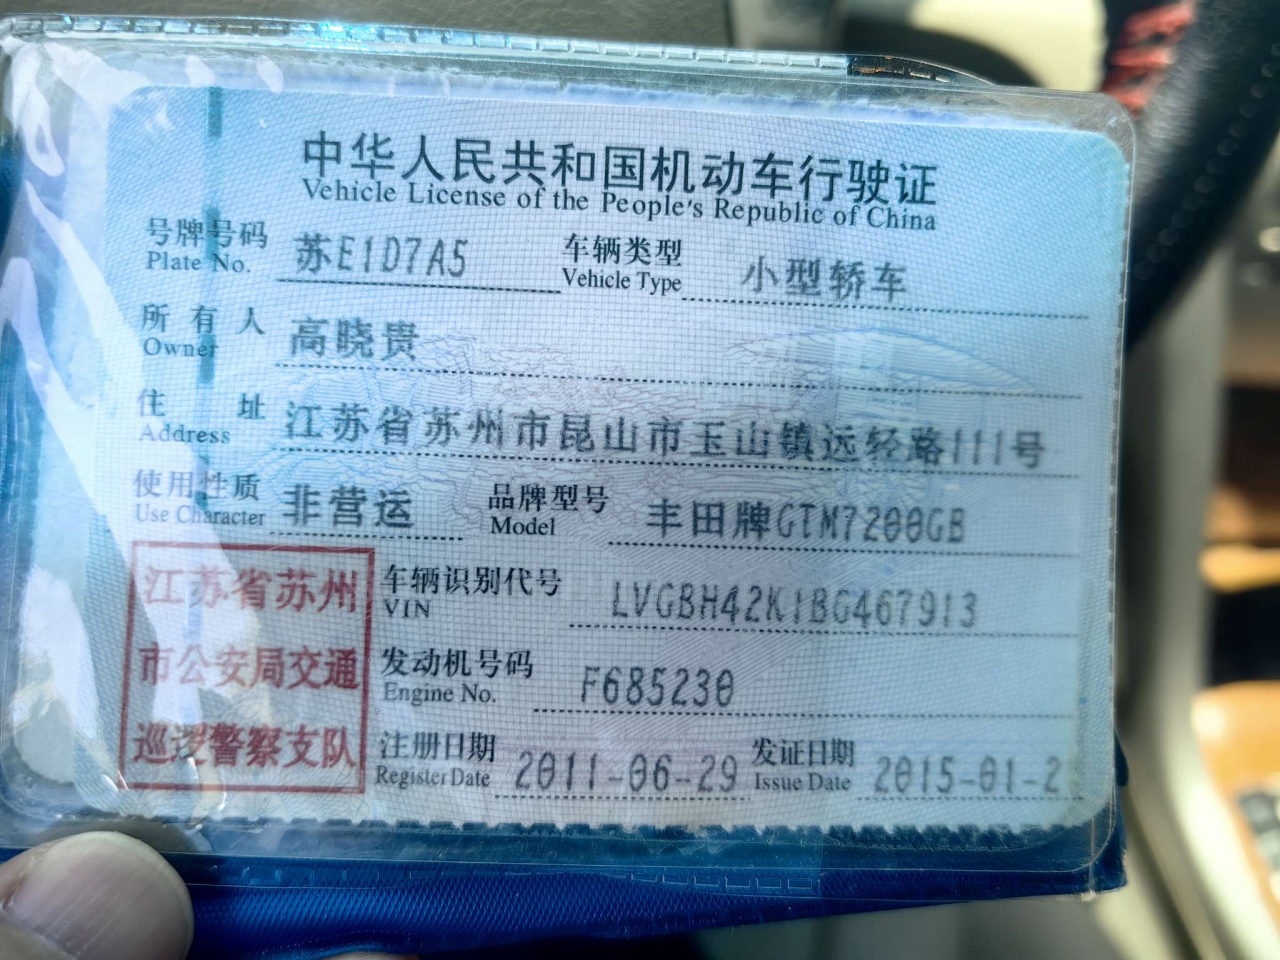 中华人民共和国机动车行驶证
Vehicle License of the People's Republic of China
号牌号码 苏E1D7A5 车辆类型 小型轿车
Plate No. Vehicle Type
所有人 高晓贵
Owner
住址 江苏省苏州市昆山市玉山镇远轻路111号
Address
使用性质 非营运 品牌型号 丰田牌GTM7200GB
Use Character Model
江苏省苏州
市公安局交通
巡逻警察支队
车辆识别代号 LVGBH42K1BG467913
VIN
发动机号码 F685230
Engine No.
注册日期 2011-06-29 发证日期 2015-01-2
Register Date Issue Date